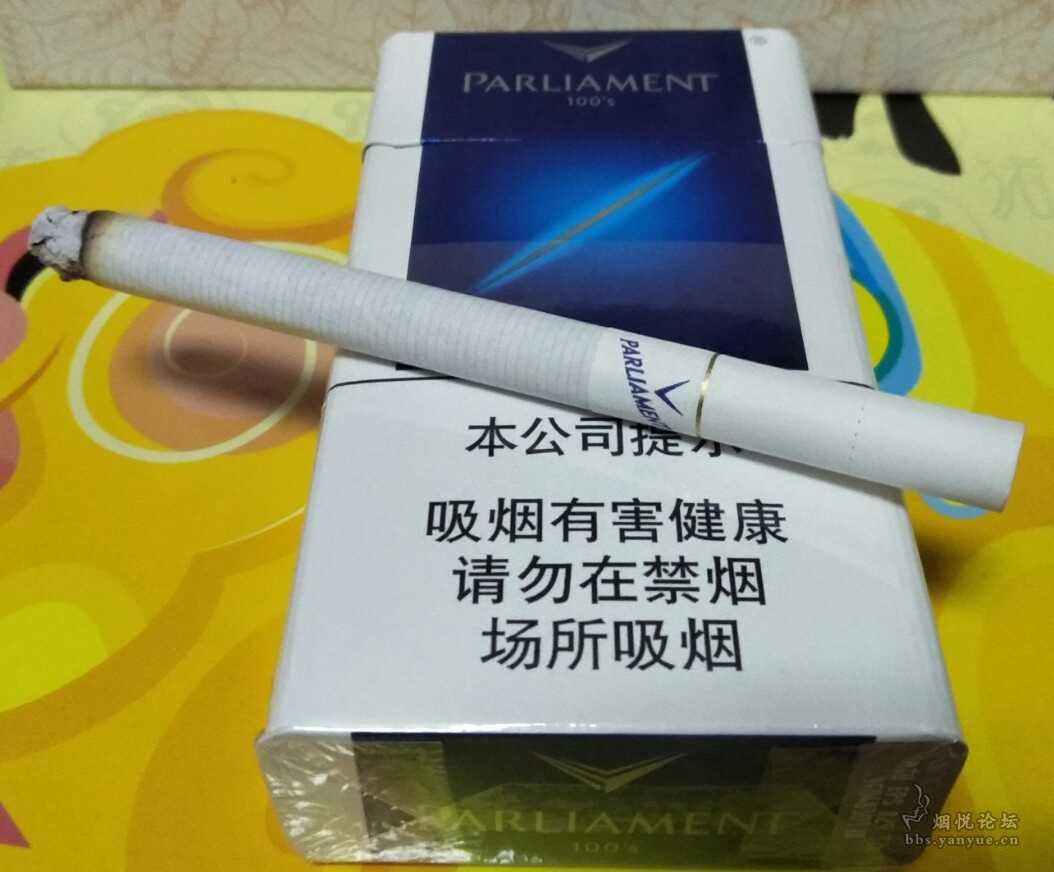 PARLIAMENT
100's
PARLIAMENT
本公司提示
吸烟有害健康
请勿在禁烟
场所吸烟
PARLIAMENT
100's
烟悦论坛
bbs.yanyue.cn